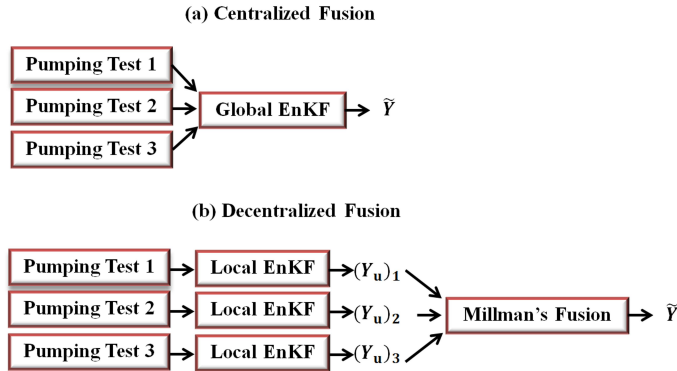 (a) Centralized Fusion
Pumping Test 1
Pumping Test 2
Pumping Test 3
Global EnKF
Ỹ
(b) Decentralized Fusion
Pumping Test 1 Local EnKF (Yᵤ)₁
Pumping Test 2 Local EnKF (Yᵤ)₂
Pumping Test 3 Local EnKF (Yᵤ)₃
Millman's Fusion
Ỹ